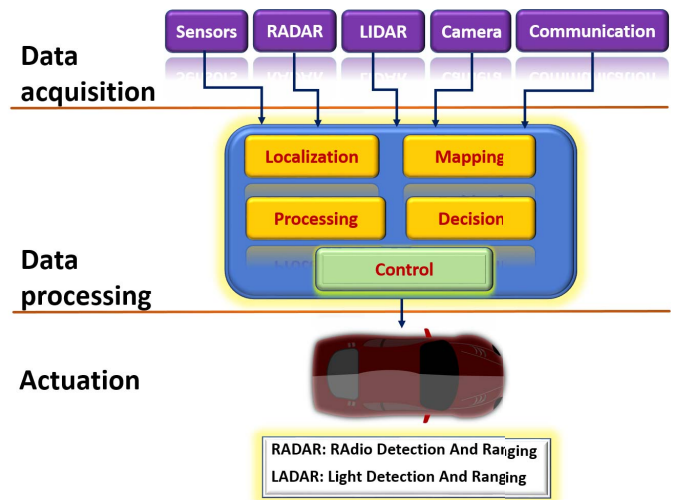 Sensors RADAR LIDAR Camera Communication
Data
acquisition
Localization Mapping
Processing Decision
Control
Data
processing
Actuation
RADAR: RAdio Detection And Ranging
LADAR: Light Detection And Ranging